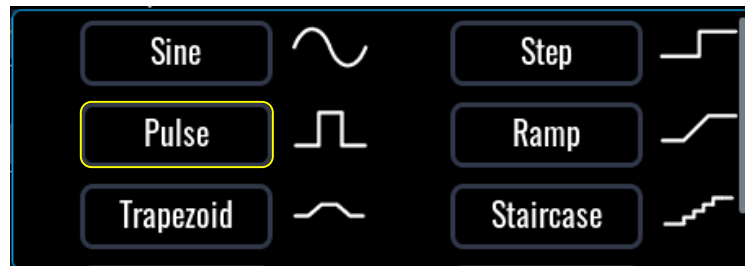 Sine
Step
Pulse
Ramp
Trapezoid
Staircase